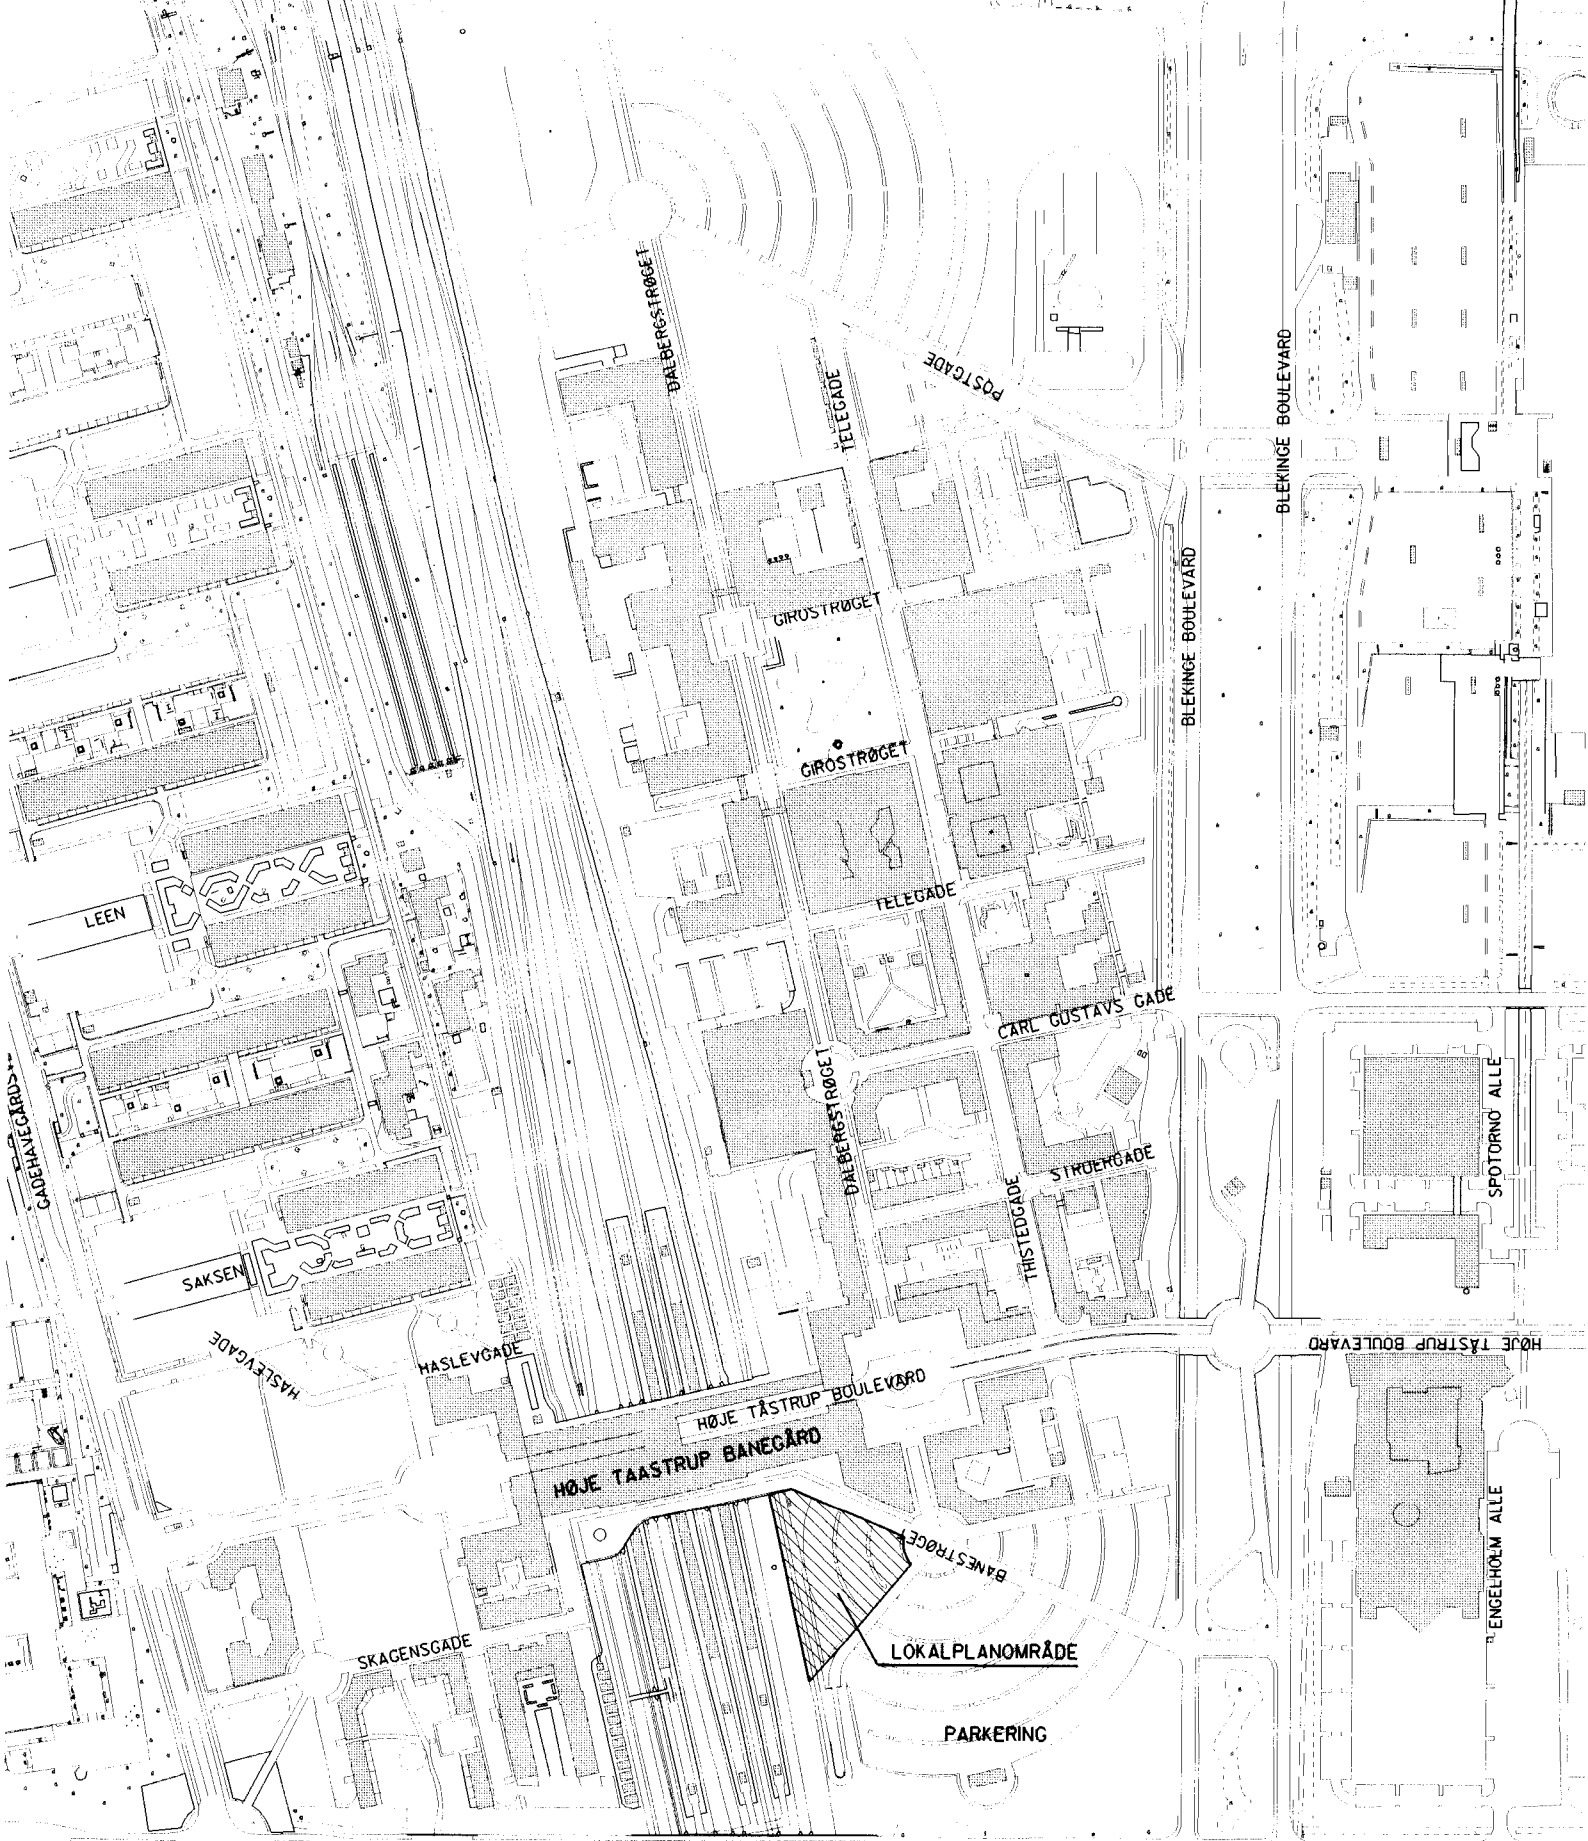 DALBERGSTRØGET
POSTGADE
TELEGADE
BLEKINGE BOULEVARD
BLEKINGE BOULEVARD
GIROSTRØGET
GIROSTRØGET
TELEGADE
LEEN
CARL GUSTAVS GADE
DALBERGSTRØGET
SPOTORNO ALLE
STRUERGADE
THISTEDGADE
SAKSEN
HASLEVGADE
HASLEVGADE
HØJE TÅSTRUP BOULEVARD
HØJE TÅSTRUP BOULEVARD
HØJE TAASTRUP BANEGÅRD
BANESTRØGET
ENGELHOLM ALLE
SKAGENSGADE
LOKALPLANOMRÅDE
PARKERING